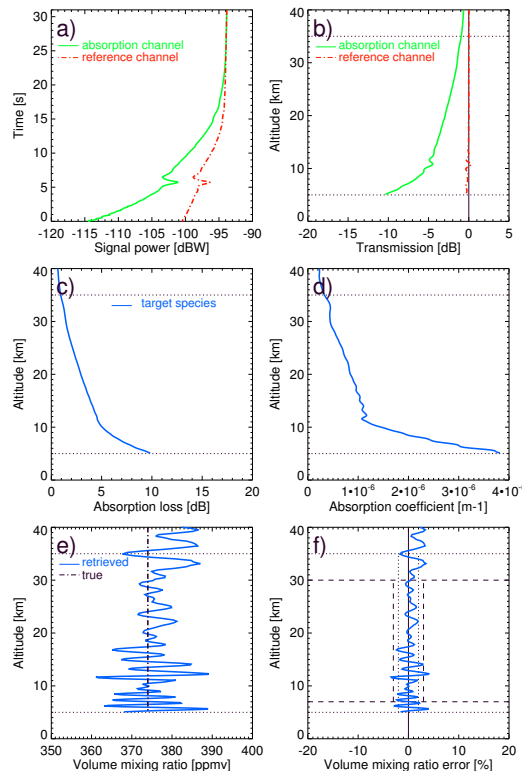 a)
absorption channel
reference channel
Time [s]
30
25
20
15
10
5
0
-120 -115 -110 -105 -100 -95 -90
Signal power [dBW]
b)
absorption channel
reference channel
Altitude [km]
40
30
20
10
0
-20 -15 -10 -5 0 5
Transmission [dB]
c)
target species
Altitude [km]
40
30
20
10
0
0 5 10 15 20
Absorption loss [dB]
d)
Altitude [km]
40
30
20
10
0
0 1•10-6 2•10-6 3•10-6 4•10-6
Absorption coefficient [m-1]
e)
retrieved
true
Altitude [km]
40
30
20
10
0
350 360 370 380 390 400
Volume mixing ratio [ppmv]
f)
Altitude [km]
40
30
20
10
0
-20 -10 0 10 20
Volume mixing ratio error [%]